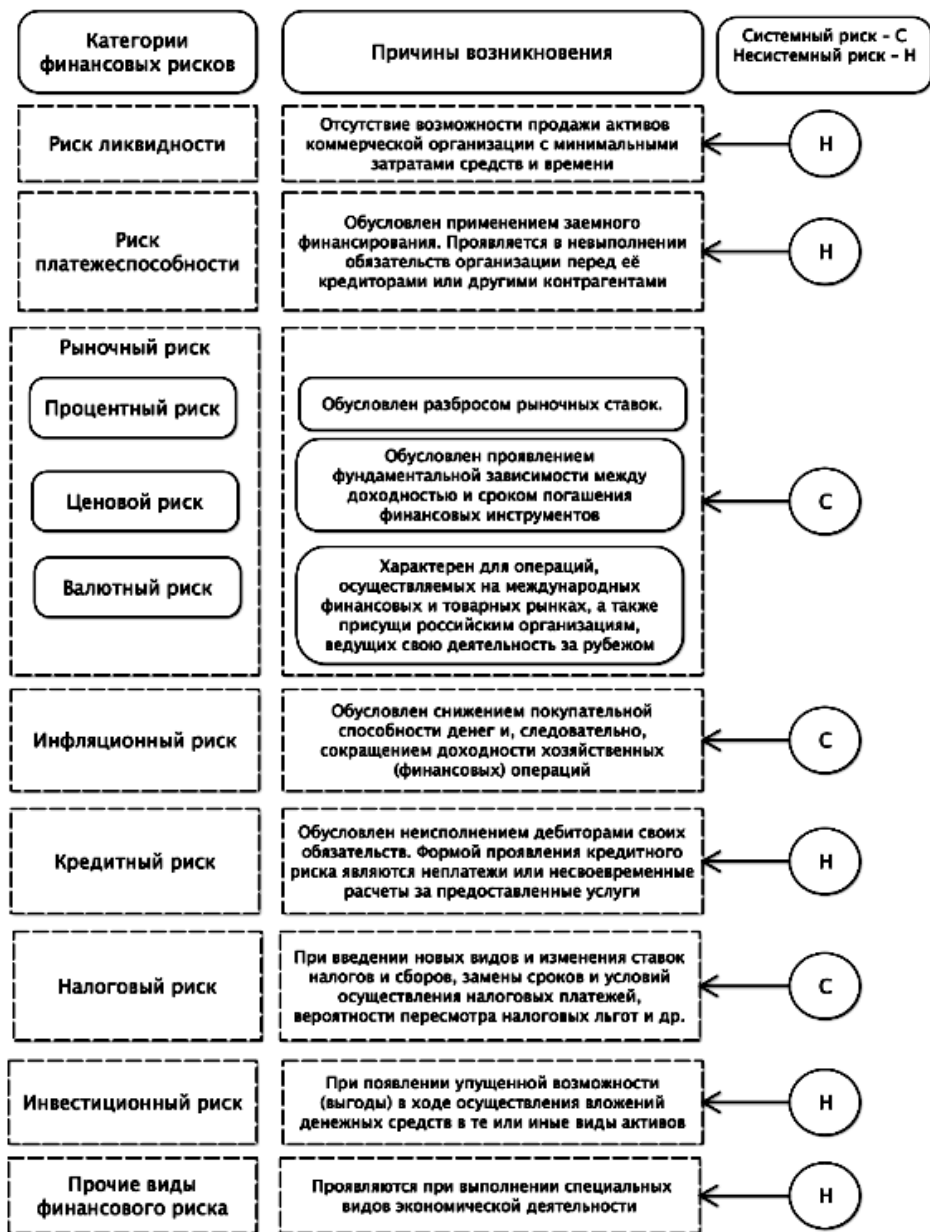 Категории
финансовых рисков
Причины возникновения
Системный риск – С
Несистемный риск – Н
Риск ликвидности
Отсутствие возможности продажи активов
коммерческой организации с минимальными
затратами средств и времени
Н
Риск
платежеспособности
Обусловлен применением заемного
финансирования. Проявляется в невыполнении
обязательств организации перед её
кредиторами или другими контрагентами
Н
Рыночный риск
Процентный риск
Обусловлен разбросом рыночных ставок.
Ценовой риск
Обусловлен проявлением
фундаментальной зависимости между
доходностью и сроком погашения
финансовых инструментов
С
Валютный риск
Характерен для операций,
осуществляемых на международных
финансовых и товарных рынках, а также
присущи российским организациям,
ведущих свою деятельность за рубежом
Инфляционный риск
Обусловлен снижением покупательной
способности денег и, следовательно,
сокращением доходности хозяйственных
(финансовых) операций
С
Кредитный риск
Обусловлен неисполнением дебиторами своих
обязательств. Формой проявления кредитного
риска являются неплатежи или несвоевременные
расчеты за предоставленные услуги
Н
Налоговый риск
При введении новых видов и изменения ставок
налогов и сборов, замены сроков и условий
осуществления налоговых платежей,
вероятности пересмотра налоговых льгот и др.
С
Инвестиционный риск
При появлении упущенной возможности
(выгоды) в ходе осуществления вложений
денежных средств в те или иные виды активов
Н
Прочие виды
финансового риска
Проявляются при выполнении специальных
видов экономической деятельности
Н